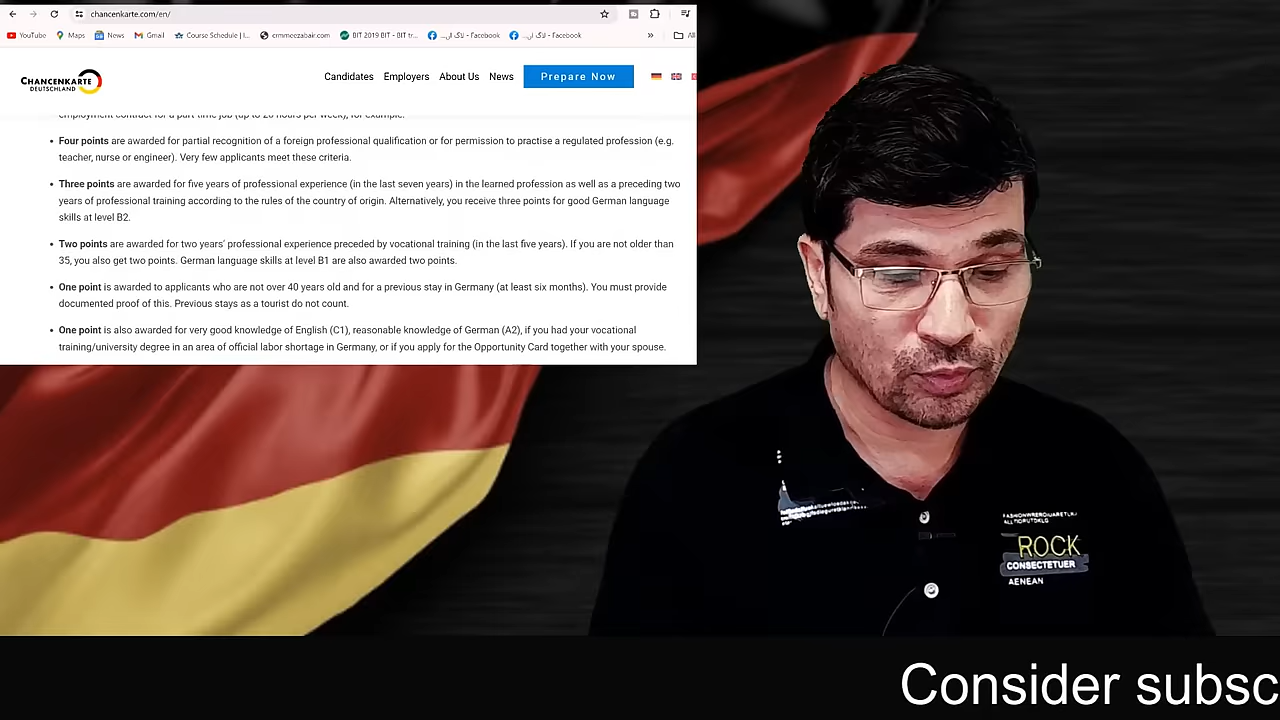 chancenkarte.com/en/
YouTube Maps News Gmail Course Schedule | I... crmmeezabair.com BIT 2019 BIT - BIT tr... Facebook - لاگ ان... Facebook - لاگ ان... » All
CHANCENKARTE
DEUTSCHLAND
Candidates Employers About Us News Prepare Now
employment contract for a part-time job (up to 20 hours per week), for example.
• Four points are awarded for partial recognition of a foreign professional qualification or for permission to practise a regulated profession (e.g.
teacher, nurse or engineer). Very few applicants meet these criteria.
• Three points are awarded for five years of professional experience (in the last seven years) in the learned profession as well as a preceding two
years of professional training according to the rules of the country of origin. Alternatively, you receive three points for good German language
skills at level B2.
• Two points are awarded for two years' professional experience preceded by vocational training (in the last five years). If you are not older than
35, you also get two points. German language skills at level B1 are also awarded two points.
• One point is awarded to applicants who are not over 40 years old and for a previous stay in Germany (at least six months). You must provide
documented proof of this. Previous stays as a tourist do not count.
• One point is also awarded for very good knowledge of English (C1), reasonable knowledge of German (A2), if you had your vocational
training/university degree in an area of official labor shortage in Germany, or if you apply for the Opportunity Card together with your spouse.
ROCK
CONSECTETUER
AENEAN
Consider subsc